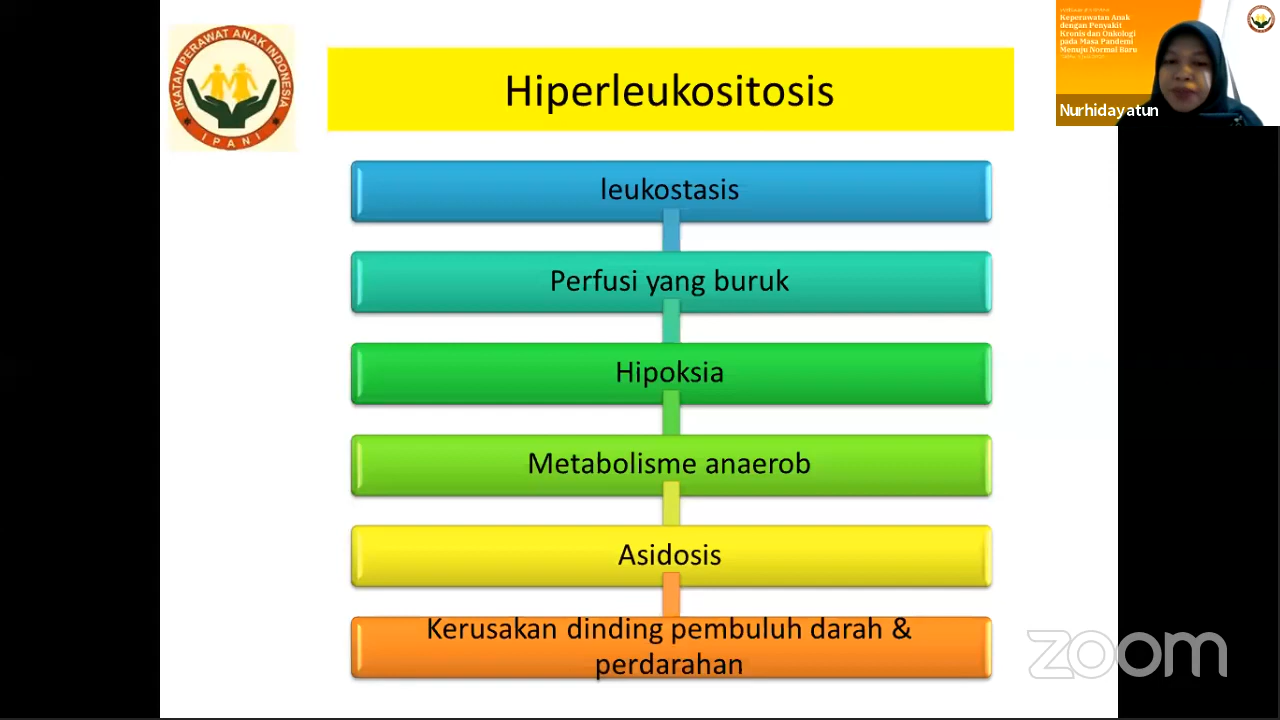 IKATAN PERAWAT ANAK INDONESIA
IPANI
Hiperleukositosis
leukostasis
Perfusi yang buruk
Hipoksia
Metabolisme anaerob
Asidosis
Kerusakan dinding pembuluh darah &
perdarahan
Keperawatan Anak
dengan Penyakit
Kronis dan Onkologi
pada Masa Pandemi
Menuju Normal Baru
Nurhidayatun
zoom